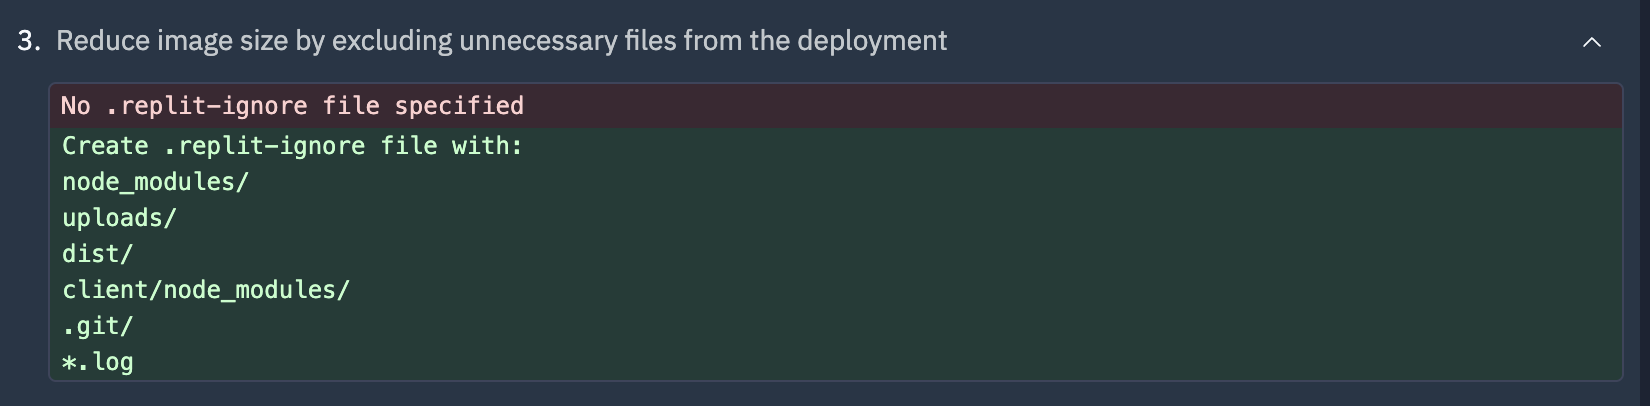 3. Reduce image size by excluding unnecessary files from the deployment
No .replit-ignore file specified
Create .replit-ignore file with:
node_modules/
uploads/
dist/
client/node_modules/
.git/
*.log